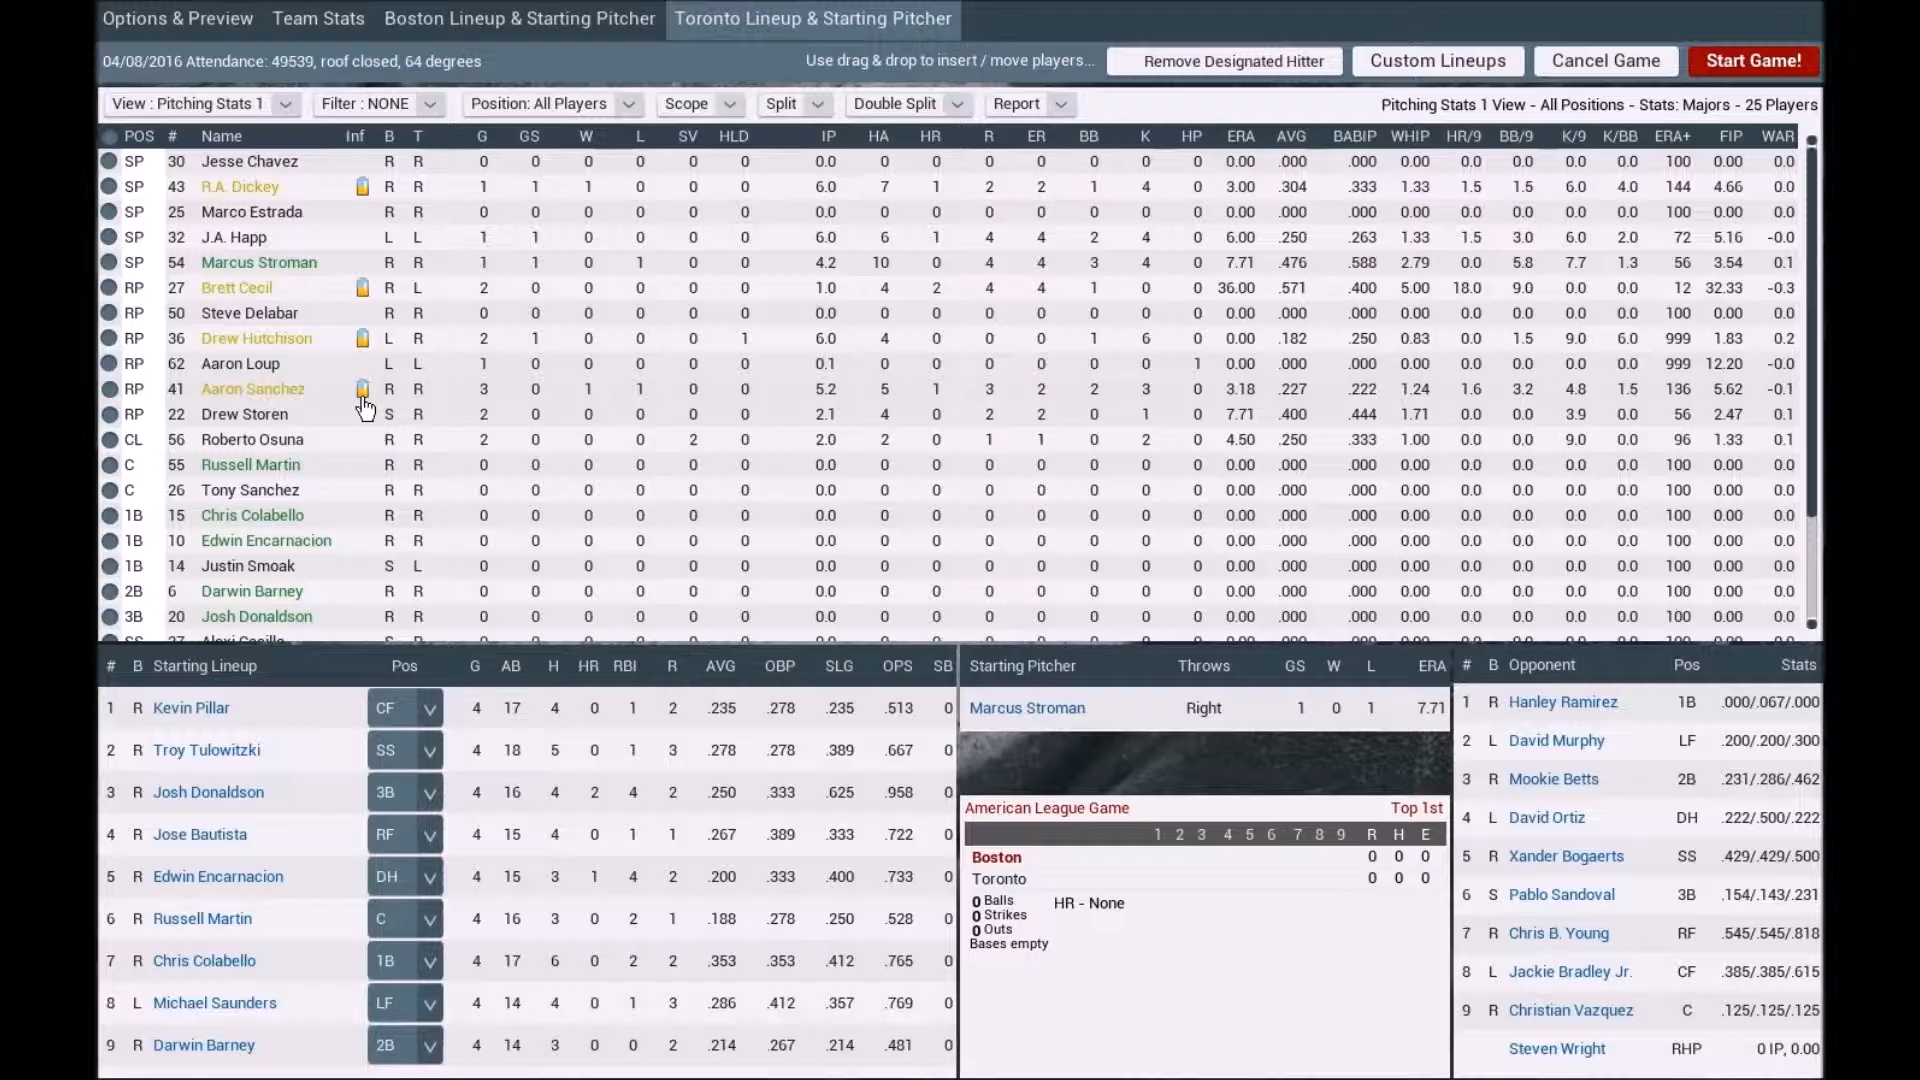 Options & Preview Team Stats Boston Lineup & Starting Pitcher Toronto Lineup & Starting Pitcher
04/08/2016 Attendance: 49539, roof closed, 64 degrees Use drag & drop to insert / move players... Remove Designated Hitter Custom Lineups Cancel Game Start Game!
View : Pitching Stats 1 Filter : NONE Position: All Players Scope Split Double Split Report Pitching Stats 1 View - All Positions - Stats: Majors - 25 Players
POS # Name Inf B T G GS W L SV HLD IP HA HR R ER BB K HP ERA AVG BABIP WHIP HR/9 BB/9 K/9 K/BB ERA+ FIP WAR
SP 30 Jesse Chavez R R 0 0 0 0 0 0 0.0 0 0 0 0 0 0 0 0.00 .000 .000 0.00 0.0 0.0 0.0 0.0 100 0.00 0.0
SP 43 R.A. Dickey R R 1 1 1 0 0 0 6.0 7 1 2 2 1 4 0 3.00 .304 .333 1.33 1.5 1.5 6.0 4.0 144 4.66 0.0
SP 25 Marco Estrada R R 0 0 0 0 0 0 0.0 0 0 0 0 0 0 0 0.00 .000 .000 0.00 0.0 0.0 0.0 0.0 100 0.00 0.0
SP 32 J.A. Happ L L 1 1 0 0 0 0 6.0 6 1 4 4 2 4 0 6.00 .250 .263 1.33 1.5 3.0 6.0 2.0 72 5.16 -0.0
SP 54 Marcus Stroman R R 1 1 0 1 0 0 4.2 10 0 4 4 3 4 0 7.71 .476 .588 2.79 0.0 5.8 7.7 1.3 56 3.54 0.1
RP 27 Brett Cecil R L 2 0 0 0 0 0 1.0 4 2 4 4 1 0 0 36.00 .571 .400 5.00 18.0 9.0 0.0 0.0 12 32.33 -0.3
RP 50 Steve Delabar R R 0 0 0 0 0 0 0.0 0 0 0 0 0 0 0 0.00 .000 .000 0.00 0.0 0.0 0.0 0.0 100 0.00 0.0
RP 36 Drew Hutchison L R 2 1 0 0 0 1 6.0 4 0 0 0 1 6 0 0.00 .182 .250 0.83 0.0 1.5 9.0 6.0 999 1.83 0.2
RP 62 Aaron Loup L L 1 0 0 0 0 0 0.1 0 0 0 0 0 0 1 0.00 .000 .000 0.00 0.0 0.0 0.0 0.0 999 12.20 -0.0
RP 41 Aaron Sanchez R R 3 0 1 1 0 0 5.2 5 1 3 2 2 3 0 3.18 .227 .222 1.24 1.6 3.2 4.8 1.5 136 5.62 -0.1
RP 22 Drew Storen S R 2 0 0 0 0 0 2.1 4 0 2 2 0 1 0 7.71 .400 .444 1.71 0.0 0.0 3.9 0.0 56 2.47 0.1
CL 56 Roberto Osuna R R 2 0 0 0 2 0 2.0 2 0 1 1 0 2 0 4.50 .250 .333 1.00 0.0 0.0 9.0 0.0 96 1.33 0.1
C 55 Russell Martin R R 0 0 0 0 0 0 0.0 0 0 0 0 0 0 0 0.00 .000 .000 0.00 0.0 0.0 0.0 0.0 100 0.00 0.0
C 26 Tony Sanchez R R 0 0 0 0 0 0 0.0 0 0 0 0 0 0 0 0.00 .000 .000 0.00 0.0 0.0 0.0 0.0 100 0.00 0.0
1B 15 Chris Colabello R R 0 0 0 0 0 0 0.0 0 0 0 0 0 0 0 0.00 .000 .000 0.00 0.0 0.0 0.0 0.0 100 0.00 0.0
1B 10 Edwin Encarnacion R R 0 0 0 0 0 0 0.0 0 0 0 0 0 0 0 0.00 .000 .000 0.00 0.0 0.0 0.0 0.0 100 0.00 0.0
1B 14 Justin Smoak S L 0 0 0 0 0 0 0.0 0 0 0 0 0 0 0 0.00 .000 .000 0.00 0.0 0.0 0.0 0.0 100 0.00 0.0
2B 6 Darwin Barney R R 0 0 0 0 0 0 0.0 0 0 0 0 0 0 0 0.00 .000 .000 0.00 0.0 0.0 0.0 0.0 100 0.00 0.0
3B 20 Josh Donaldson R R 0 0 0 0 0 0 0.0 0 0 0 0 0 0 0 0.00 .000 .000 0.00 0.0 0.0 0.0 0.0 100 0.00 0.0
# B Starting Lineup Pos G AB H HR RBI R AVG OBP SLG OPS SB
1 R Kevin Pillar CF 4 17 4 0 1 2 .235 .278 .235 .513 0
2 R Troy Tulowitzki SS 4 18 5 0 1 3 .278 .278 .389 .667 0
3 R Josh Donaldson 3B 4 16 4 2 4 2 .250 .333 .625 .958 0
4 R Jose Bautista RF 4 15 4 0 1 1 .267 .389 .333 .722 0
5 R Edwin Encarnacion DH 4 15 3 1 4 2 .200 .333 .400 .733 0
6 R Russell Martin C 4 16 3 0 2 1 .188 .278 .250 .528 0
7 R Chris Colabello 1B 4 17 6 0 2 2 .353 .353 .412 .765 0
8 L Michael Saunders LF 4 14 4 0 1 3 .286 .412 .357 .769 0
9 R Darwin Barney 2B 4 14 3 0 0 2 .214 .267 .214 .481 0
Starting Pitcher Throws GS W L ERA
Marcus Stroman Right 1 0 1 7.71
American League Game Top 1st
1 2 3 4 5 6 7 8 9 R H E
Boston 0 0 0
Toronto 0 0 0
0 Balls HR - None
0 Strikes
0 Outs
Bases empty
# B Opponent Pos Stats
1 R Hanley Ramirez 1B .000/.067/.000
2 L David Murphy LF .200/.200/.300
3 R Mookie Betts 2B .231/.286/.462
4 L David Ortiz DH .222/.500/.222
5 R Xander Bogaerts SS .429/.429/.500
6 S Pablo Sandoval 3B .154/.143/.231
7 R Chris B. Young RF .545/.545/.818
8 L Jackie Bradley Jr. CF .385/.385/.615
9 R Christian Vazquez C .125/.125/.125
Steven Wright RHP 0 IP, 0.00